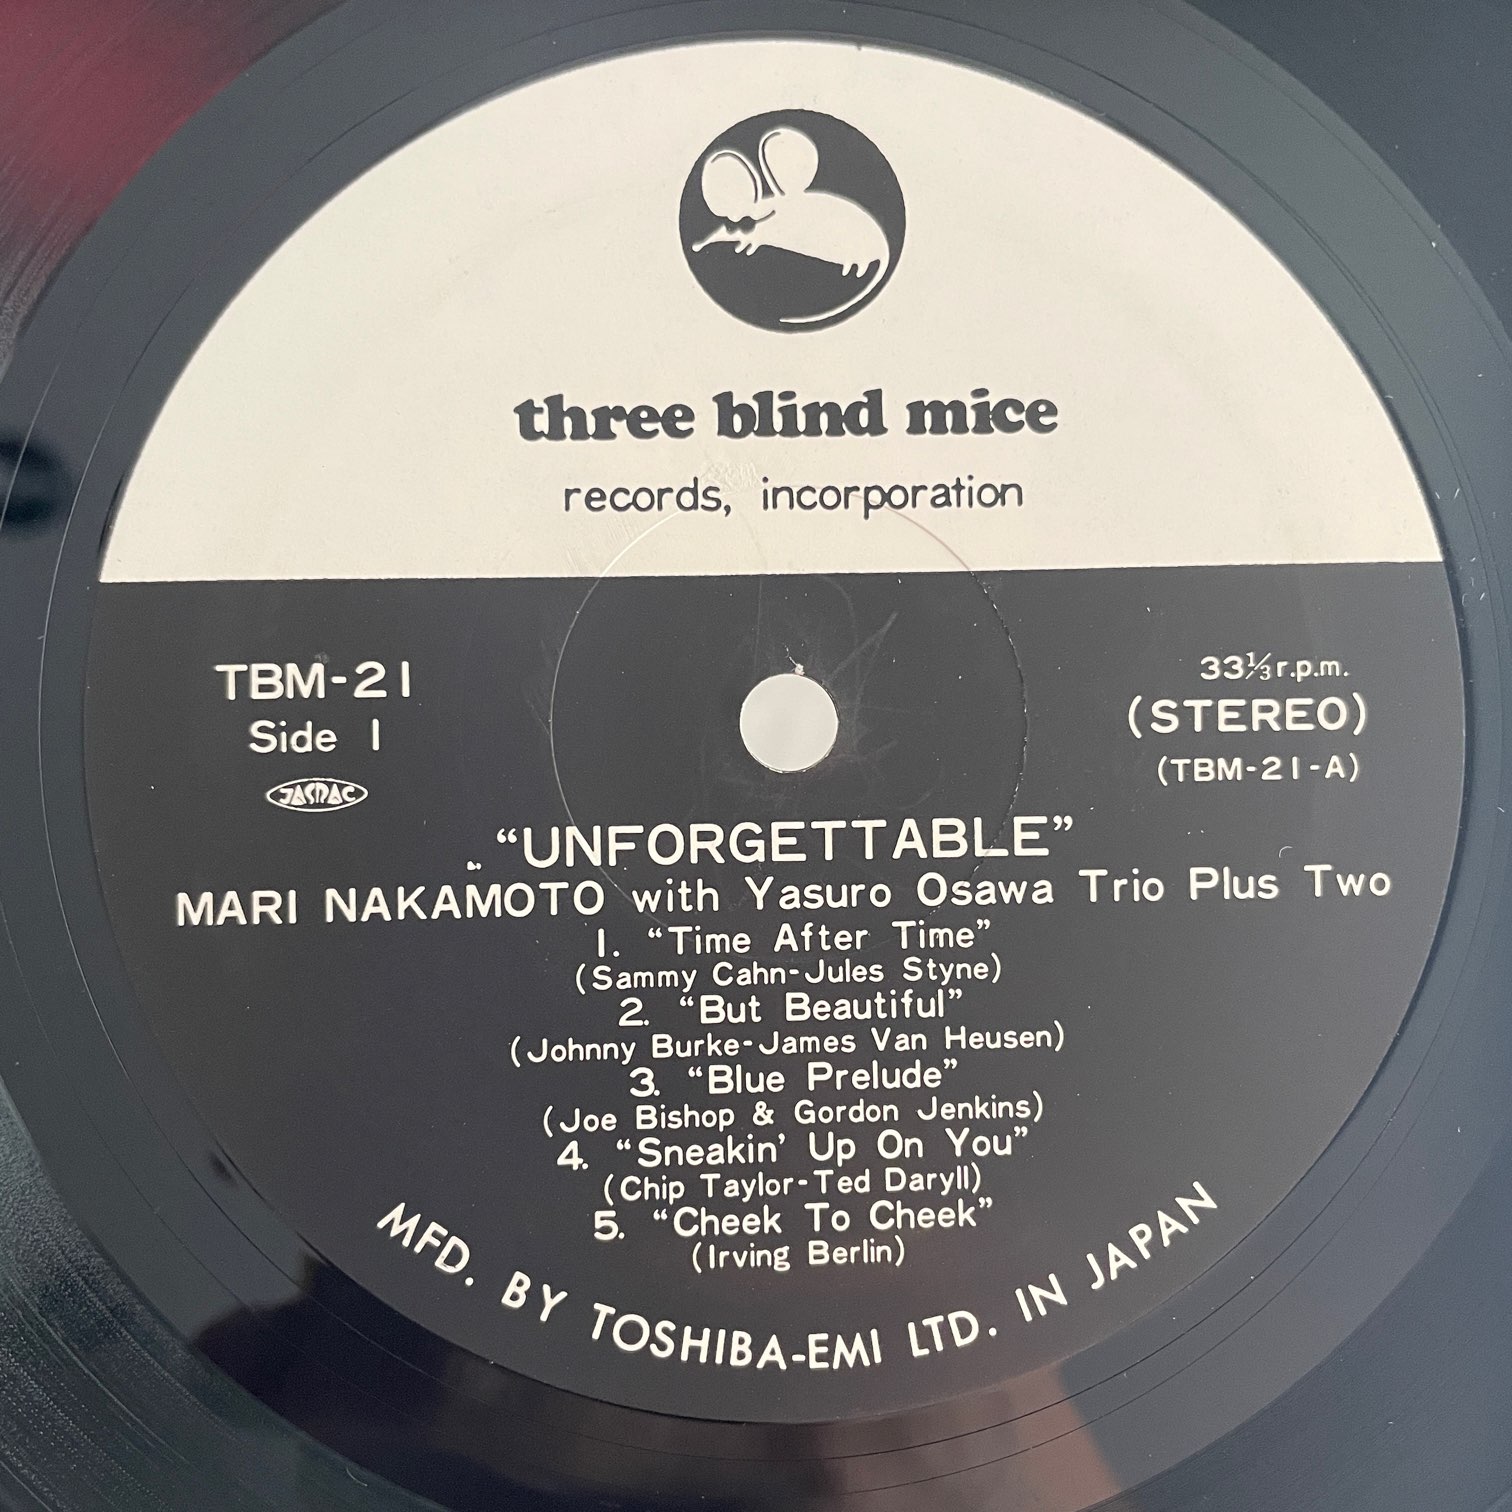 three blind mice
records, incorporation
TBM-21
Side 1
JASRAC
33⅓ r.p.m.
(STEREO)
(TBM-21-A)
“UNFORGETTABLE”
MARI NAKAMOTO with Yasuro Osawa Trio Plus Two
1. “Time After Time”
(Sammy Cahn-Jules Styne)
2. “But Beautiful”
(Johnny Burke-James Van Heusen)
3. “Blue Prelude”
(Joe Bishop & Gordon Jenkins)
4. “Sneakin’ Up On You”
(Chip Taylor-Ted Daryll)
5. “Cheek To Cheek”
(Irving Berlin)
MFD. BY TOSHIBA-EMI LTD. IN JAPAN